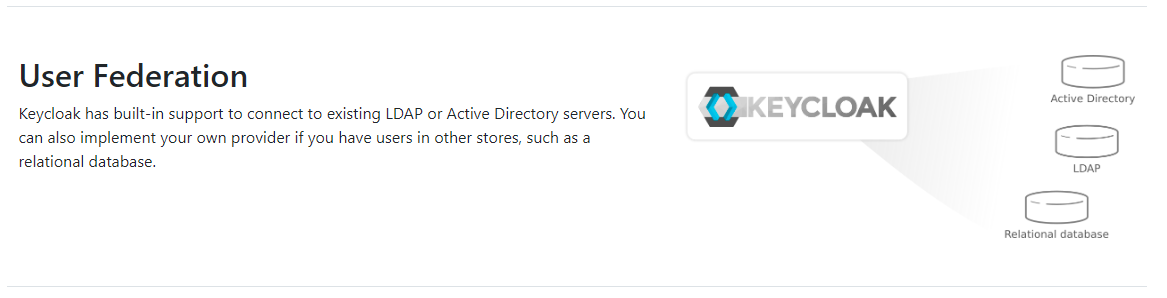 User Federation
Keycloak has built-in support to connect to existing LDAP or Active Directory servers. You
can also implement your own provider if you have users in other stores, such as a
relational database.
KEYCLOAK
Active Directory
LDAP
Relational database